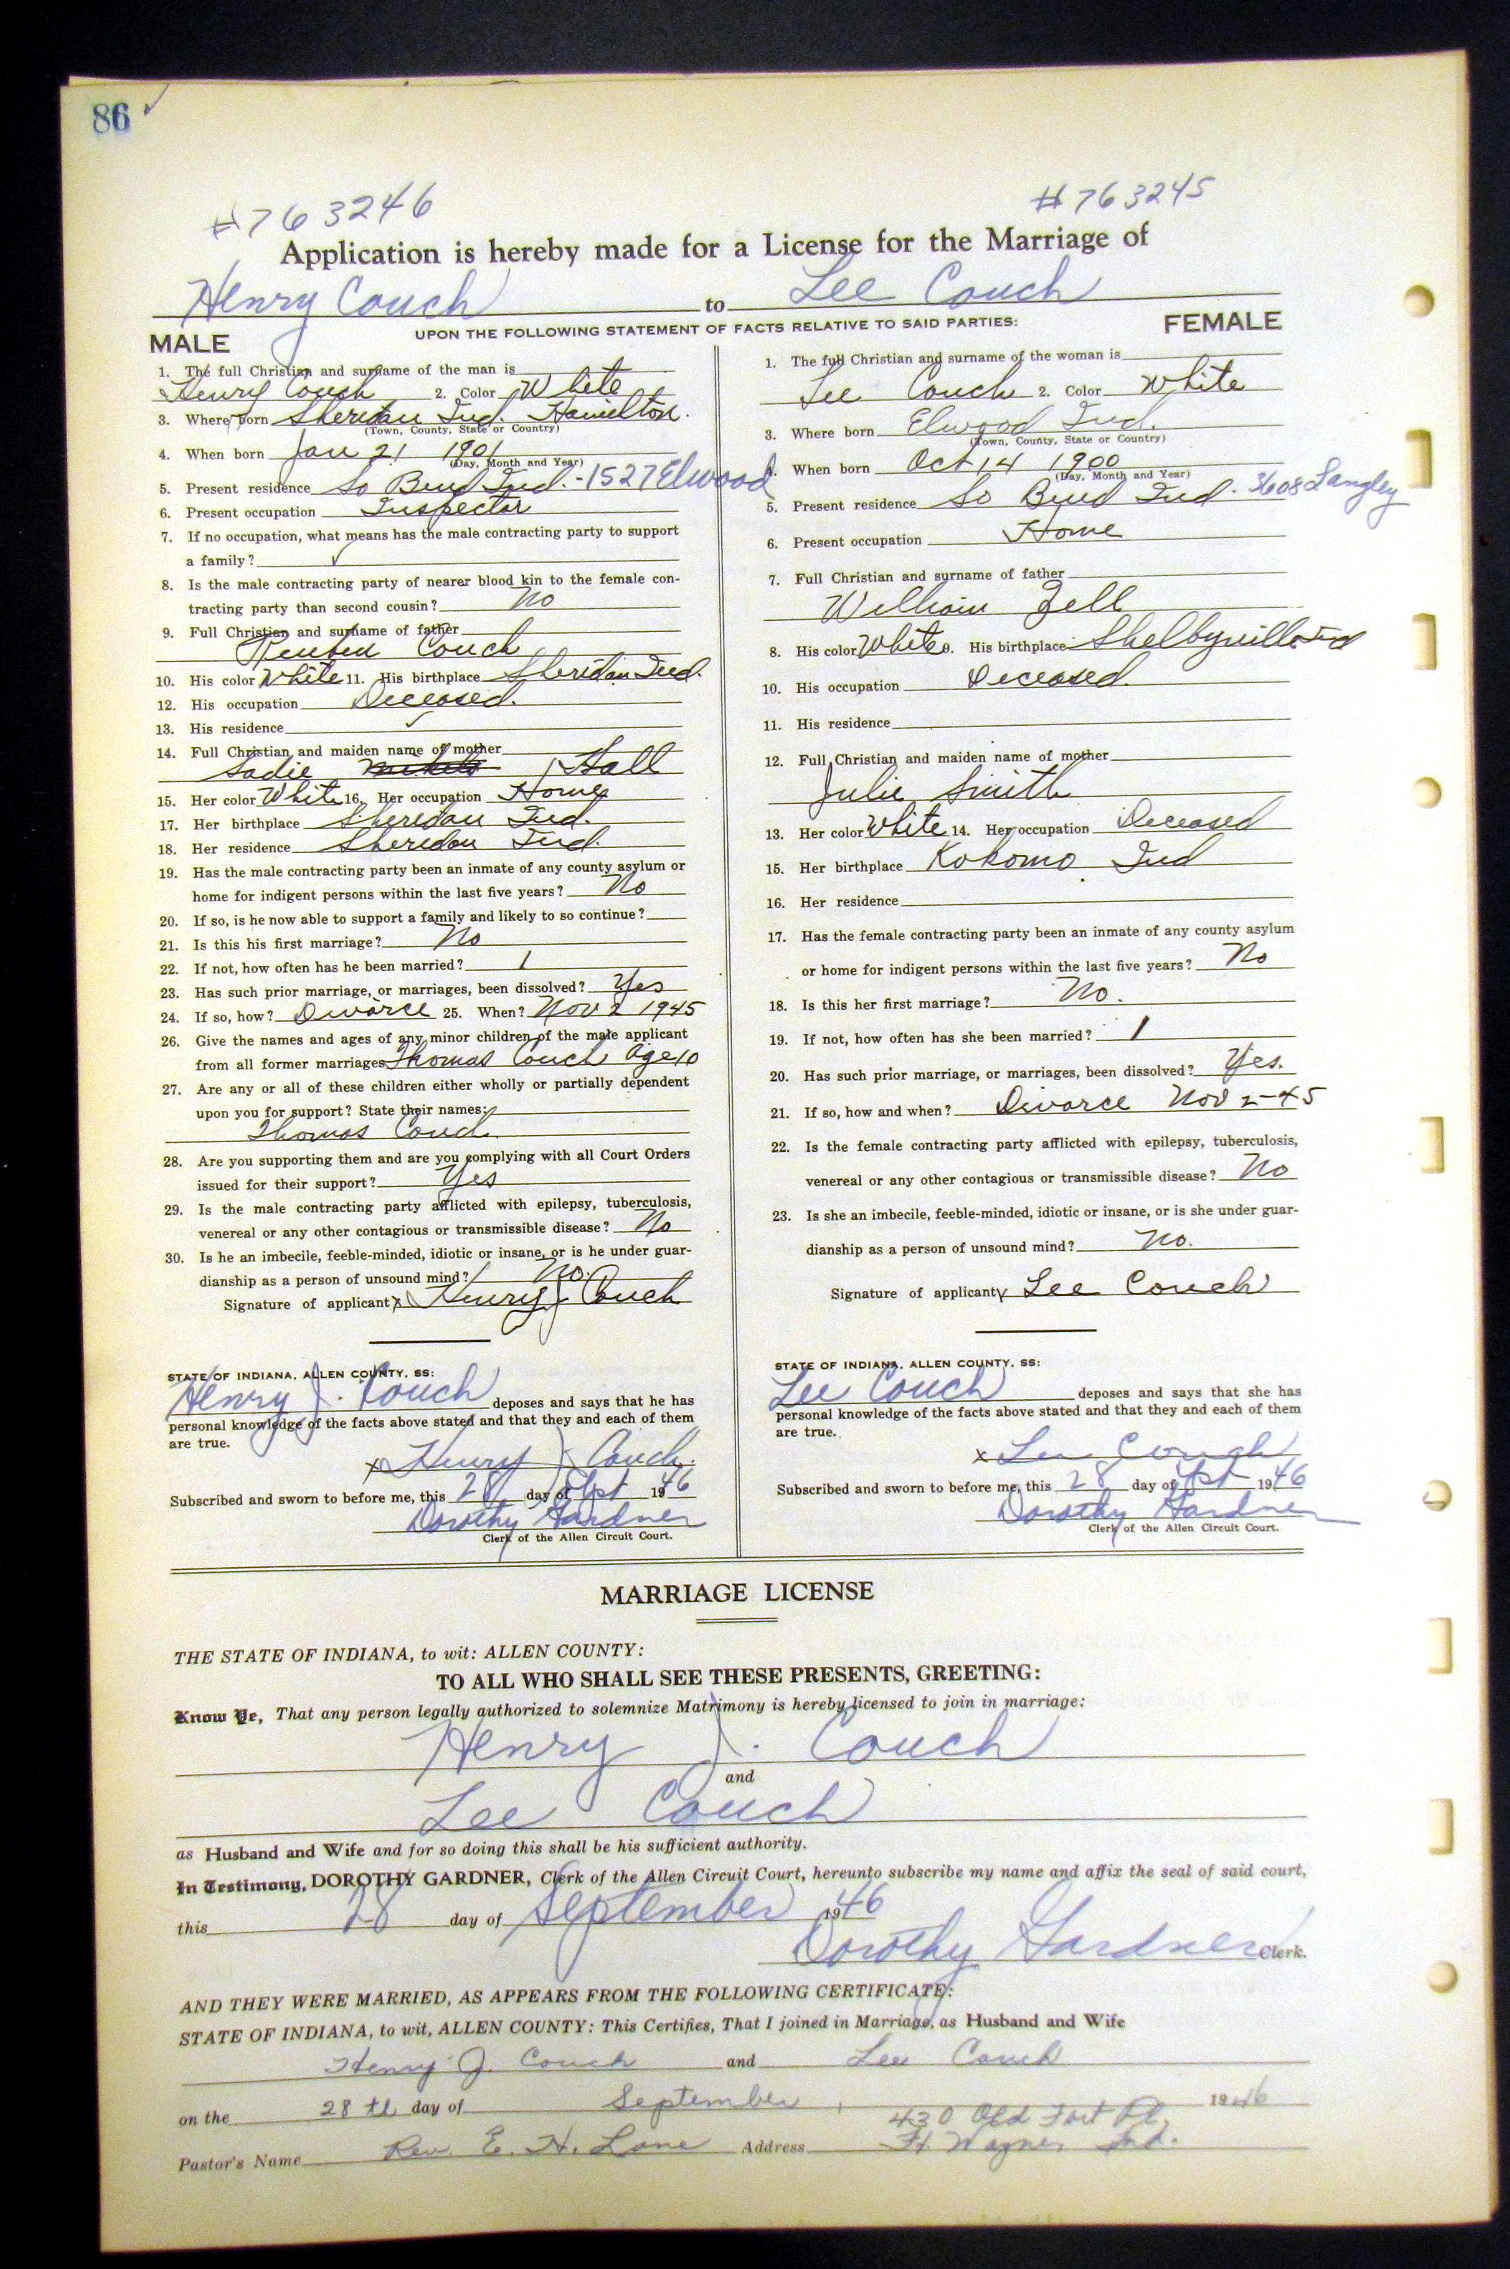 86
#763246
#763245
Application is hereby made for a License for the Marriage of
Henry Couch to Lee Couch
UPON THE FOLLOWING STATEMENT OF FACTS RELATIVE TO SAID PARTIES:
MALE
1. The full Christian and surname of the man is
Henry Couch 2. Color White
3. Where born Sheridan Ind. Hamilton.
(Town, County, State or Country)
4. When born Jan 21 1901
(Day, Month and Year)
5. Present residence So Bend Ind. - 1527 Elwood
6. Present occupation Inspector
7. If no occupation, what means has the male contracting party to support
a family? ✓
8. Is the male contracting party of nearer blood kin to the female con-
tracting party than second cousin? No
9. Full Christian and surname of father
Reuben Couch
10. His color White 11. His birthplace Sheridan Ind.
12. His occupation Deceased.
13. His residence ✓
14. Full Christian and maiden name of mother
Sadie Hall
15. Her color White 16. Her occupation Home
17. Her birthplace Sheridan Ind.
18. Her residence Sheridan Ind.
19. Has the male contracting party been an inmate of any county asylum or
home for indigent persons within the last five years? No
20. If so, is he now able to support a family and likely to so continue?
21. Is this his first marriage? No
22. If not, how often has he been married? 1
23. Has such prior marriage, or marriages, been dissolved? Yes
24. If so, how? Divorce 25. When? Nov 2 1945
26. Give the names and ages of any minor children of the male applicant
from all former marriages Thomas Couch Age 10
27. Are any or all of these children either wholly or partially dependent
upon you for support? State their names:
Thomas Couch
28. Are you supporting them and are you complying with all Court Orders
issued for their support? Yes
29. Is the male contracting party afflicted with epilepsy, tuberculosis,
venereal or any other contagious or transmissible disease? No
30. Is he an imbecile, feeble-minded, idiotic or insane, or is he under guar-
dianship as a person of unsound mind? No
Signature of applicant x Henry J Couch
STATE OF INDIANA, ALLEN COUNTY, SS:
Henry J. Couch deposes and says that he has
personal knowledge of the facts above stated and that they and each of them
are true.
x Henry J Couch.
Subscribed and sworn to before me, this 28 day of Sept 1946
Dorothy Gardner
Clerk of the Allen Circuit Court.
FEMALE
1. The full Christian and surname of the woman is
Lee Couch 2. Color White
3. Where born Elwood Ind.
(Town, County, State or Country)
4. When born Oct 14 1900
(Day, Month and Year)
5. Present residence So Bend Ind. 3608 Langley
6. Present occupation Home
7. Full Christian and surname of father
William Zell
8. His color White 9. His birthplace Shelbyville Ind
10. His occupation Deceased.
11. His residence
12. Full Christian and maiden name of mother
Julie Smith
13. Her color White 14. Her occupation Deceased
15. Her birthplace Kokomo Ind
16. Her residence
17. Has the female contracting party been an inmate of any county asylum
or home for indigent persons within the last five years? No
18. Is this her first marriage? No.
19. If not, how often has she been married? 1
20. Has such prior marriage, or marriages, been dissolved? Yes.
21. If so, how and when? Divorce Nov 2-45
22. Is the female contracting party afflicted with epilepsy, tuberculosis,
venereal or any other contagious or transmissible disease? No
23. Is she an imbecile, feeble-minded, idiotic or insane, or is she under guar-
dianship as a person of unsound mind? No.
Signature of applicant x Lee Couch
STATE OF INDIANA, ALLEN COUNTY, SS:
Lee Couch deposes and says that she has
personal knowledge of the facts above stated and that they and each of them
are true.
x Lee Couch
Subscribed and sworn to before me, this 28 day of Sept 1946
Dorothy Gardner
Clerk of the Allen Circuit Court.
MARRIAGE LICENSE
THE STATE OF INDIANA, to wit: ALLEN COUNTY:
TO ALL WHO SHALL SEE THESE PRESENTS, GREETING:
Know Ye, That any person legally authorized to solemnize Matrimony is hereby licensed to join in marriage:
Henry J. Couch
and
Lee Couch
as Husband and Wife and for so doing this shall be his sufficient authority.
In Testimony, DOROTHY GARDNER, Clerk of the Allen Circuit Court, hereunto subscribe my name and affix the seal of said court,
this 28 day of September 1946
Dorothy Gardner Clerk.
AND THEY WERE MARRIED, AS APPEARS FROM THE FOLLOWING CERTIFICATE:
STATE OF INDIANA, to wit, ALLEN COUNTY: This Certifies, That I joined in Marriage, as Husband and Wife
Henry J. Couch and Lee Couch
on the 28th day of September, 1946
430 Old Fort Pl.
Pastor's Name Rev. E. H. Lane Address Ft Wayne Ind.